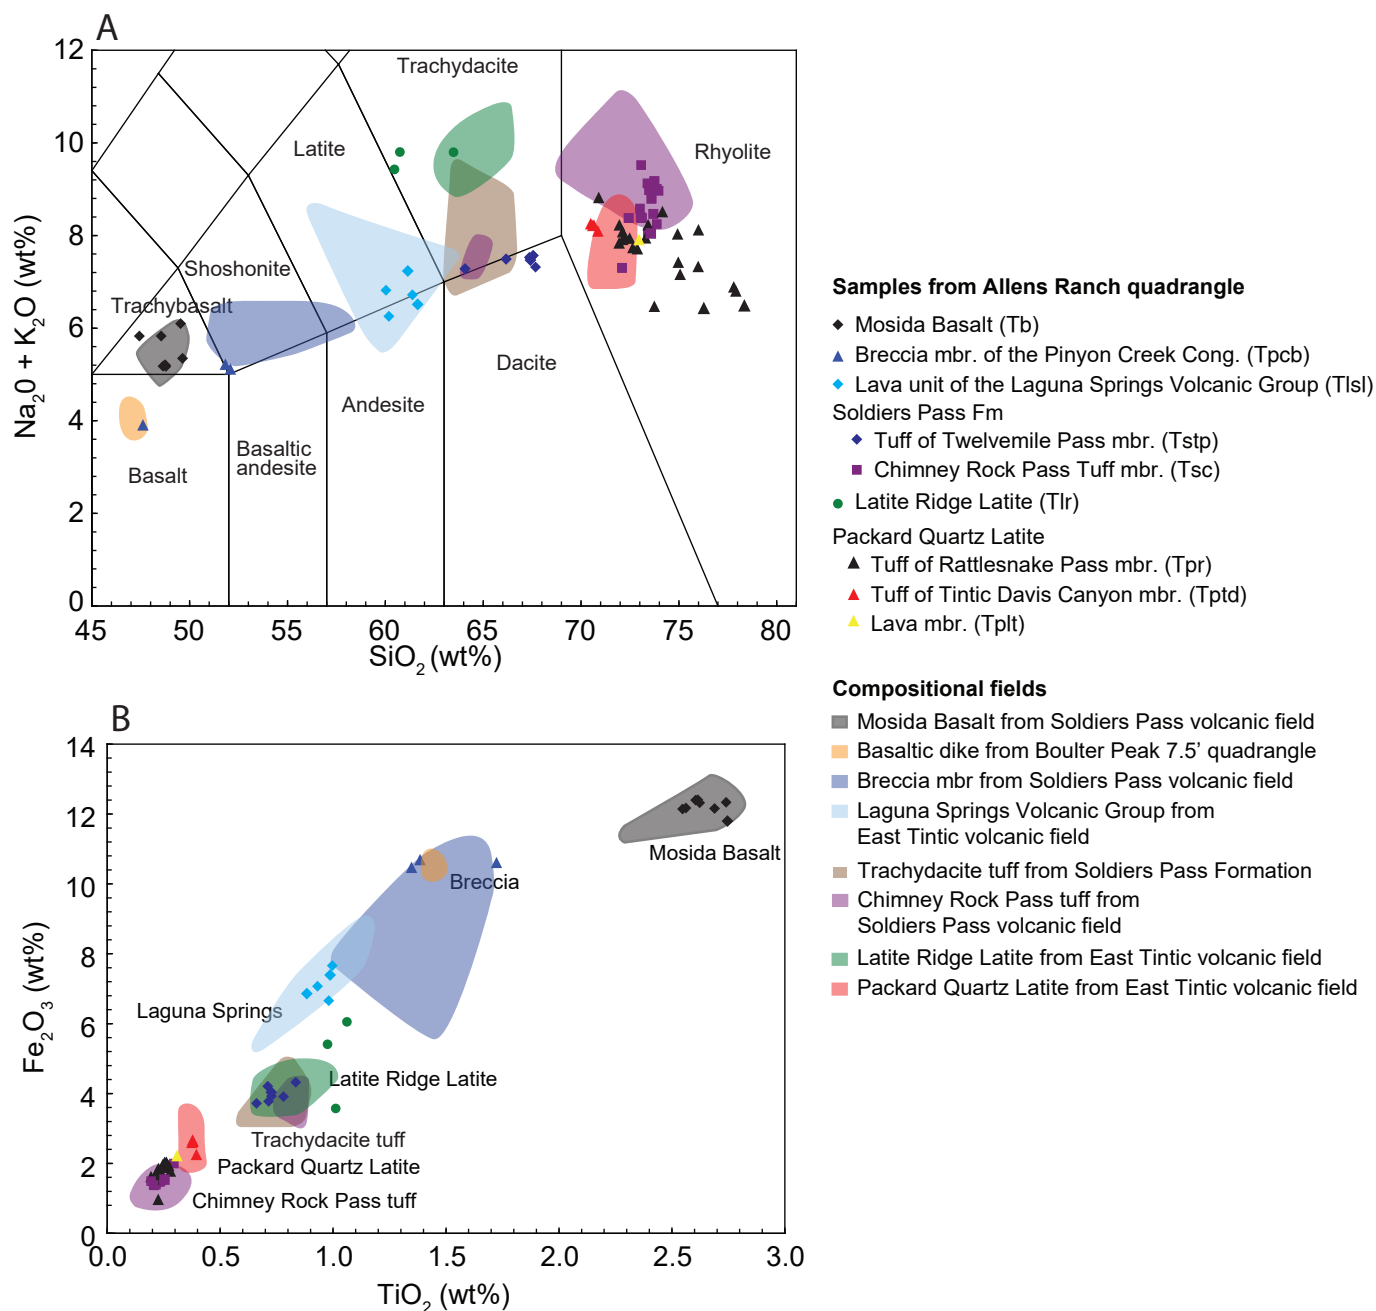 A
12
10
8
6
4
2
0
Na₂0 + K₂O (wt%)
Trachydacite
Latite
Rhyolite
Shoshonite
Trachybasalt
Dacite
Andesite
Basaltic
andesite
Basalt
45
50
55
60
65
70
75
80
SiO₂ (wt%)
Samples from Allens Ranch quadrangle
Mosida Basalt (Tb)
Breccia mbr. of the Pinyon Creek Cong. (Tpcb)
Lava unit of the Laguna Springs Volcanic Group (Tlsl)
Soldiers Pass Fm
Tuff of Twelvemile Pass mbr. (Tstp)
Chimney Rock Pass Tuff mbr. (Tsc)
Latite Ridge Latite (Tlr)
Packard Quartz Latite
Tuff of Rattlesnake Pass mbr. (Tpr)
Tuff of Tintic Davis Canyon mbr. (Tptd)
Lava mbr. (Tplt)
Compositional fields
Mosida Basalt from Soldiers Pass volcanic field
Basaltic dike from Boulter Peak 7.5’ quadrangle
Breccia mbr from Soldiers Pass volcanic field
Laguna Springs Volcanic Group from
East Tintic volcanic field
Trachydacite tuff from Soldiers Pass Formation
Chimney Rock Pass tuff from
Soldiers Pass volcanic field
Latite Ridge Latite from East Tintic volcanic field
Packard Quartz Latite from East Tintic volcanic field
B
14
12
10
8
6
4
2
0
Fe₂O₃ (wt%)
Mosida Basalt
Breccia
Laguna Springs
Latite Ridge Latite
Trachydacite tuff
Packard Quartz Latite
Chimney Rock Pass tuff
0.0
0.5
1.0
1.5
2.0
2.5
3.0
TiO₂ (wt%)